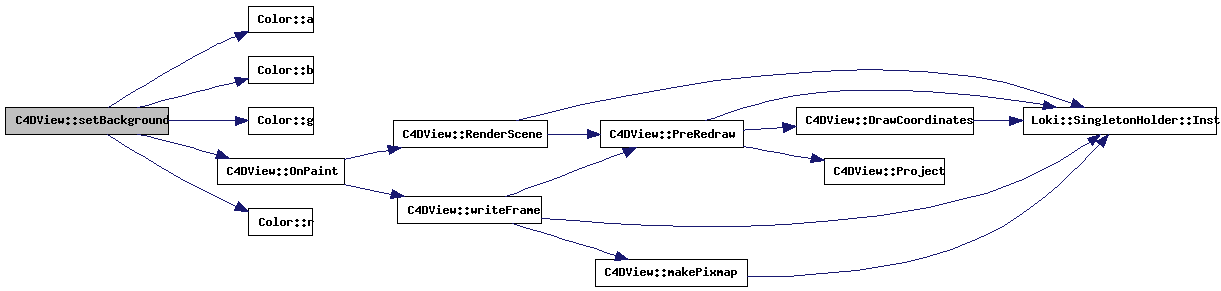 Color::a
Color::b
C4DView::setBackground
Color::g
C4DView::OnPaint
Color::r
C4DView::RenderScene
C4DView::writeFrame
C4DView::PreRedraw
C4DView::makePixmap
C4DView::DrawCoordinates
C4DView::Project
Loki::SingletonHolder::Inst